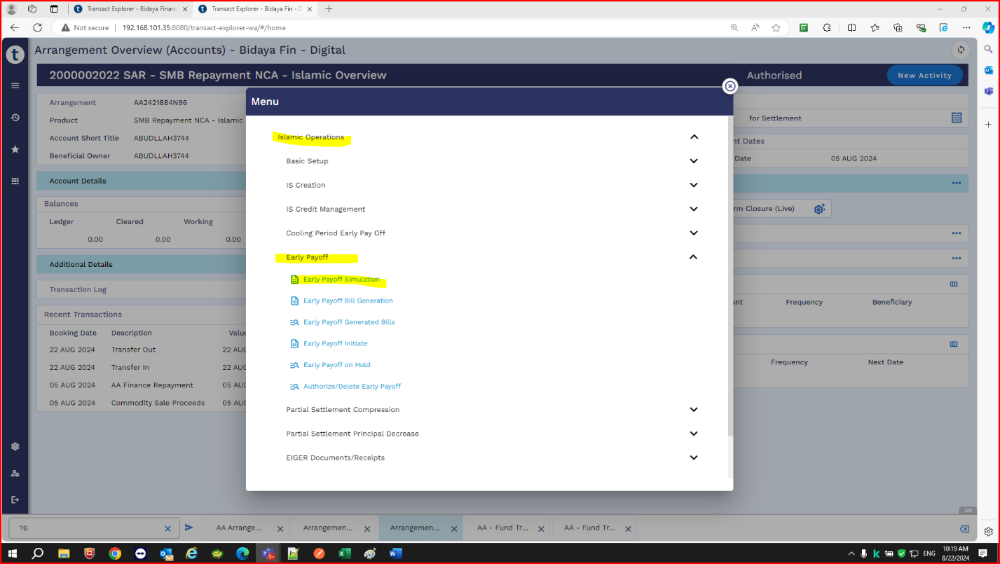 Transact Explorer - Bidaya Financ
Transact Explorer - Bidaya Fin - D
Not secure
192.168.101.35:8080/transact-explorer-wa/#/home
Arrangement Overview (Accounts) - Bidaya Fin - Digital
2000002022 SAR - SMB Repayment NCA - Islamic Overview
Authorised
New Activity
Arrangement AA2421884N96
Product SMB Repayment NCA - Islamic
Account Short Title ABUDLLAH3744
Beneficial Owner ABUDLLAH3744
Account Details
Balances
Ledger Cleared Working
0.00 0.00 0.00
Additional Details
Transaction Log
Recent Transactions
Booking Date Description Value
22 AUG 2024 Transfer Out 22 AUG
22 AUG 2024 Transfer In 22 AUG
05 AUG 2024 AA Finance Repayment 05 AUG
05 AUG 2024 Commodity Sale Proceeds 05 AUG
Menu
Islamic Operations
Basic Setup
IS Creation
IS Credit Management
Cooling Period Early Pay Off
Early Payoff
Early Payoff Simulation
Early Payoff Bill Generation
Early Payoff Generated Bills
Early Payoff Initiate
Early Payoff on Hold
Authorize/Delete Early Payoff
Partial Settlement Compression
Partial Settlement Principal Decrease
EIGER Documents/Receipts
for Settlement
nt Dates
Date 05 AUG 2024
rm Closure (Live)
unt Frequency Beneficiary
Frequency Next Date
?6
AA Arrange...
Arrangemen...
Arrangemen...
AA - Fund Tr...
AA - Fund Tr...
9+
ENG
10:19 AM
8/22/2024